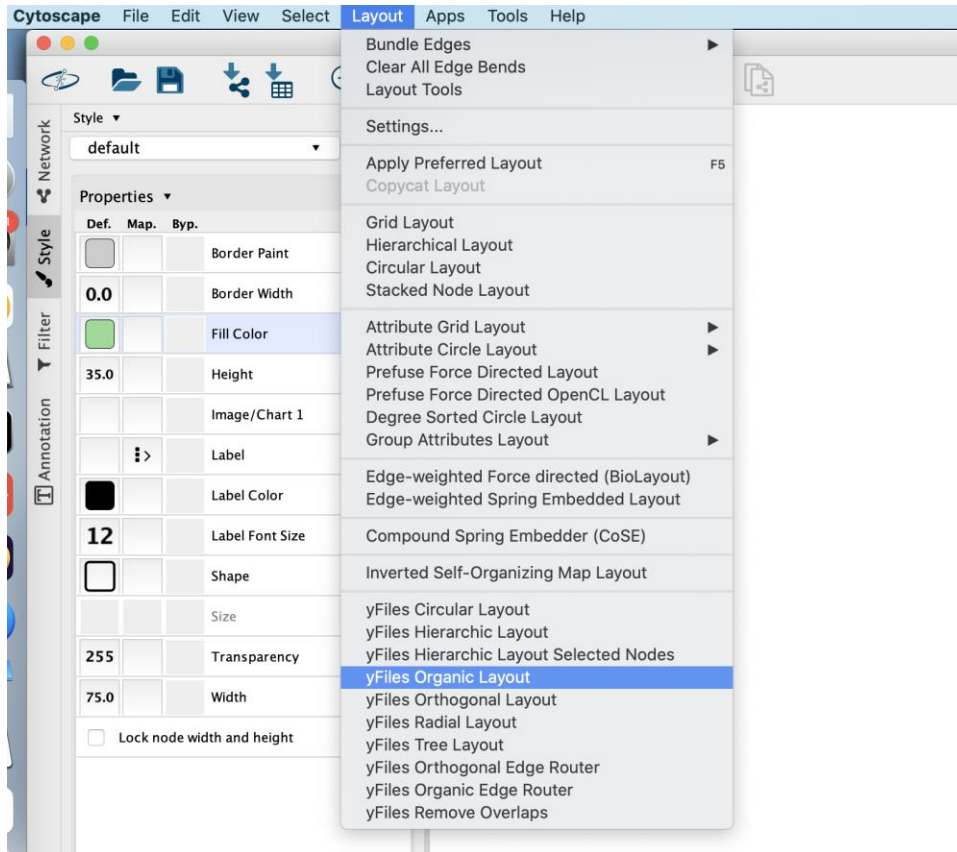 Cytoscape File Edit View Select Layout Apps Tools Help
Bundle Edges
Clear All Edge Bends
Layout Tools
Settings...
Apply Preferred Layout F5
Copycat Layout
Grid Layout
Hierarchical Layout
Circular Layout
Stacked Node Layout
Attribute Grid Layout
Attribute Circle Layout
Prefuse Force Directed Layout
Prefuse Force Directed OpenCL Layout
Degree Sorted Circle Layout
Group Attributes Layout
Edge-weighted Force directed (BioLayout)
Edge-weighted Spring Embedded Layout
Compound Spring Embedder (CoSE)
Inverted Self-Organizing Map Layout
yFiles Circular Layout
yFiles Hierarchic Layout
yFiles Hierarchic Layout Selected Nodes
yFiles Organic Layout
yFiles Orthogonal Layout
yFiles Radial Layout
yFiles Tree Layout
yFiles Orthogonal Edge Router
yFiles Organic Edge Router
yFiles Remove Overlaps
Network
Style
Filter
Annotation
Style
default
Properties
Def. Map. Byp.
Border Paint
0.0 Border Width
Fill Color
35.0 Height
Image/Chart 1
Label
Label Color
12 Label Font Size
Shape
Size
255 Transparency
75.0 Width
Lock node width and height